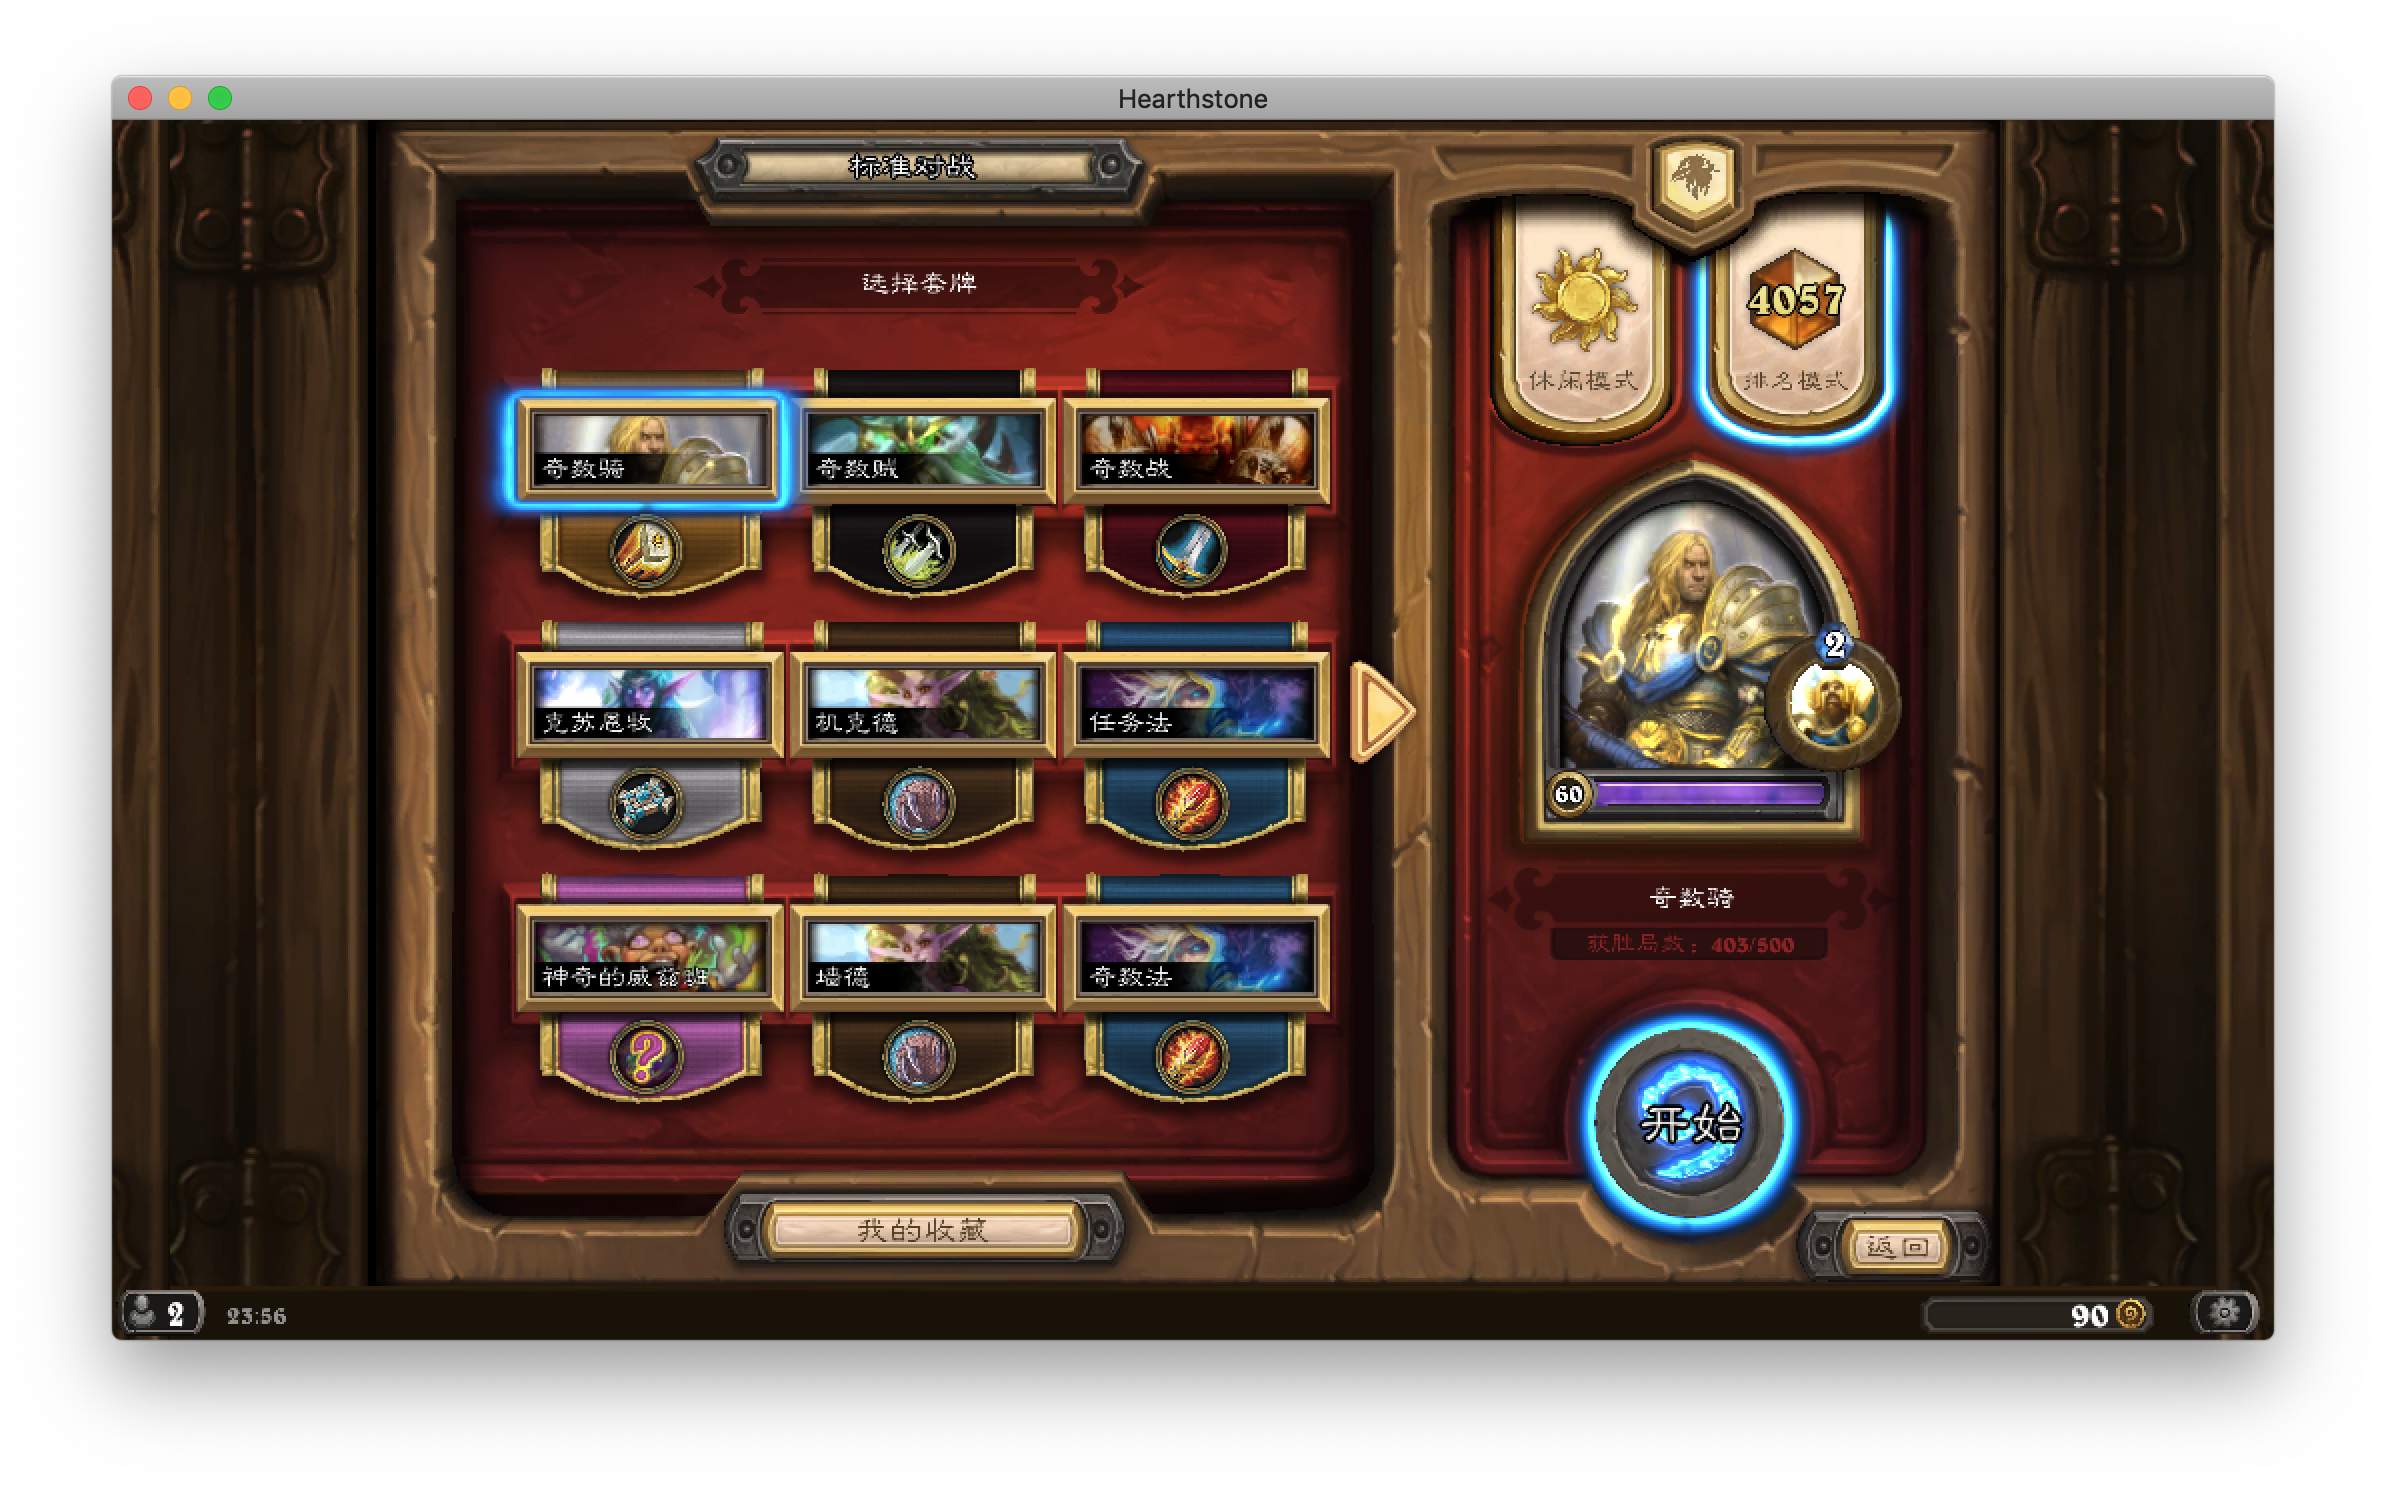 Hearthstone
标准对战
选择套牌
奇数骑
奇数贼
奇数战
克苏恩牧
机克德
任务法
神奇的威兹班
墙德
奇数法
我的收藏
休闲模式
4057
排名模式
2
60
奇数骑
获胜局数：403/500
开始
返回
2
23:56
90